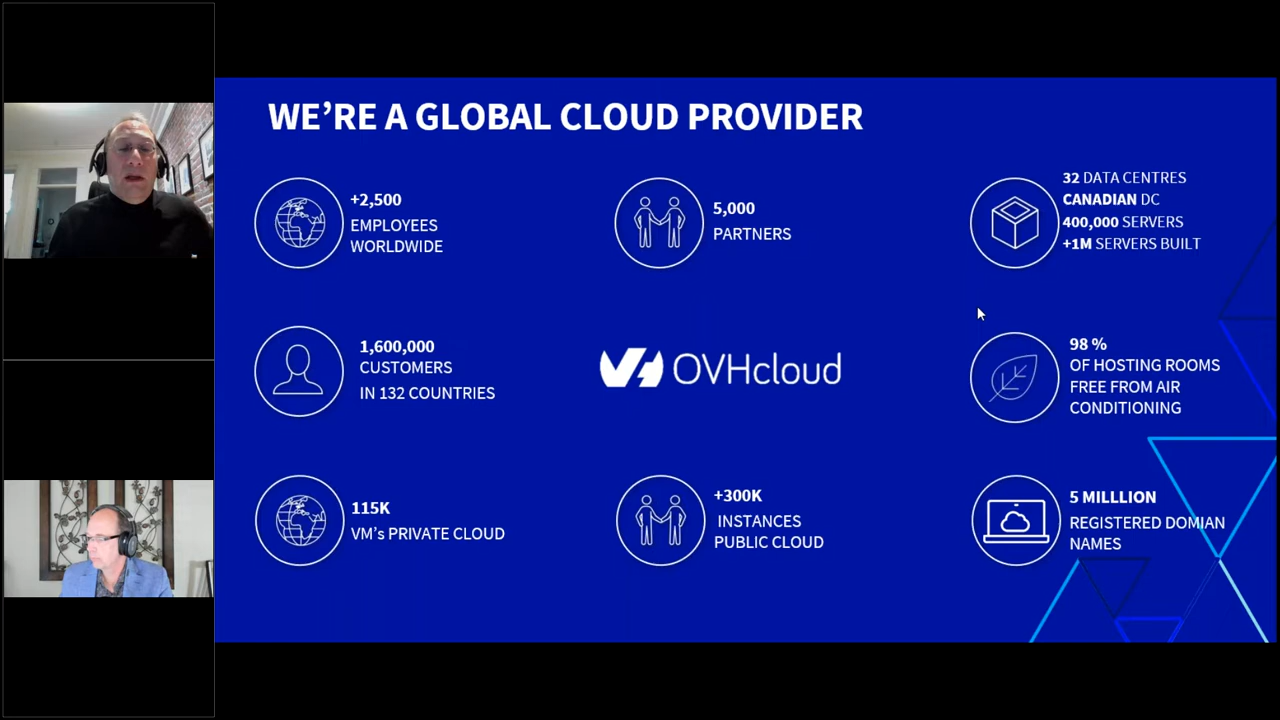 WE'RE A GLOBAL CLOUD PROVIDER
+2,500
EMPLOYEES
WORLDWIDE
5,000
PARTNERS
32 DATA CENTRES
CANADIAN DC
400,000 SERVERS
+1M SERVERS BUILT
1,600,000
CUSTOMERS
IN 132 COUNTRIES
OVHcloud
98 %
OF HOSTING ROOMS
FREE FROM AIR
CONDITIONING
115K
VM's PRIVATE CLOUD
+300K
INSTANCES
PUBLIC CLOUD
5 MILLLION
REGISTERED DOMIAN
NAMES